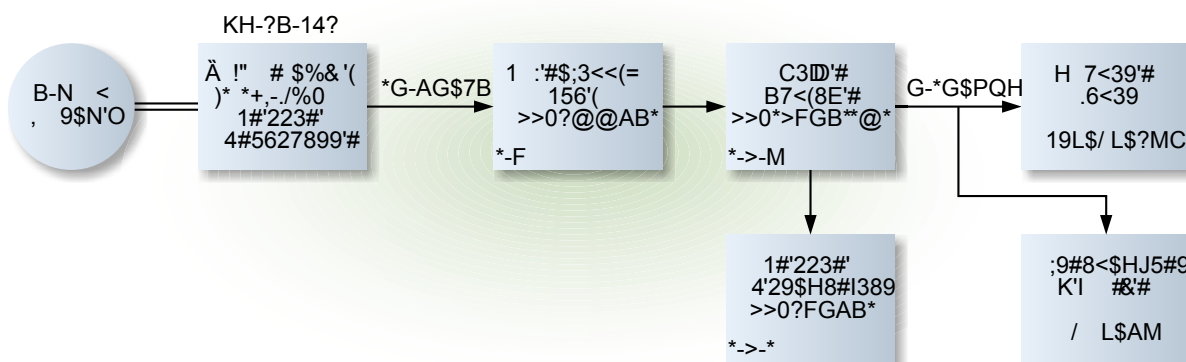 KH-?B-14?
B-N <
, 9$N'O
À !" # $%& '(
)* *+,-./%0
1#'223#'
4#5627899'#
*G-AG$7B
1 :'#$;3<<(=
156'(
>>0?@@AB*
*-F
C3DD'#
B7<(8E'#
>>0*>FGB**@*
*->-M
G-*G$PQH
H 7<39'#
.6<39
19L$/ L$?MC
1#'223#'
4'29$H8#I389
>>0?FGAB*
*->-*
;9#8<$HJ5#9
K'I #&'#
/ L$AM